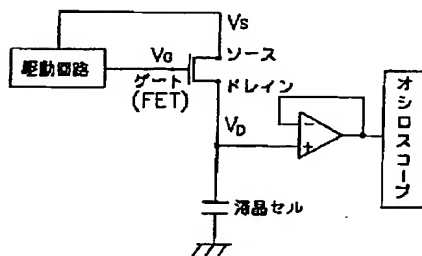 VS
駆動回路
VG
ソース
ゲート
(FET)
ドレイン
VD
−
+
液晶セル
オシロスコープ